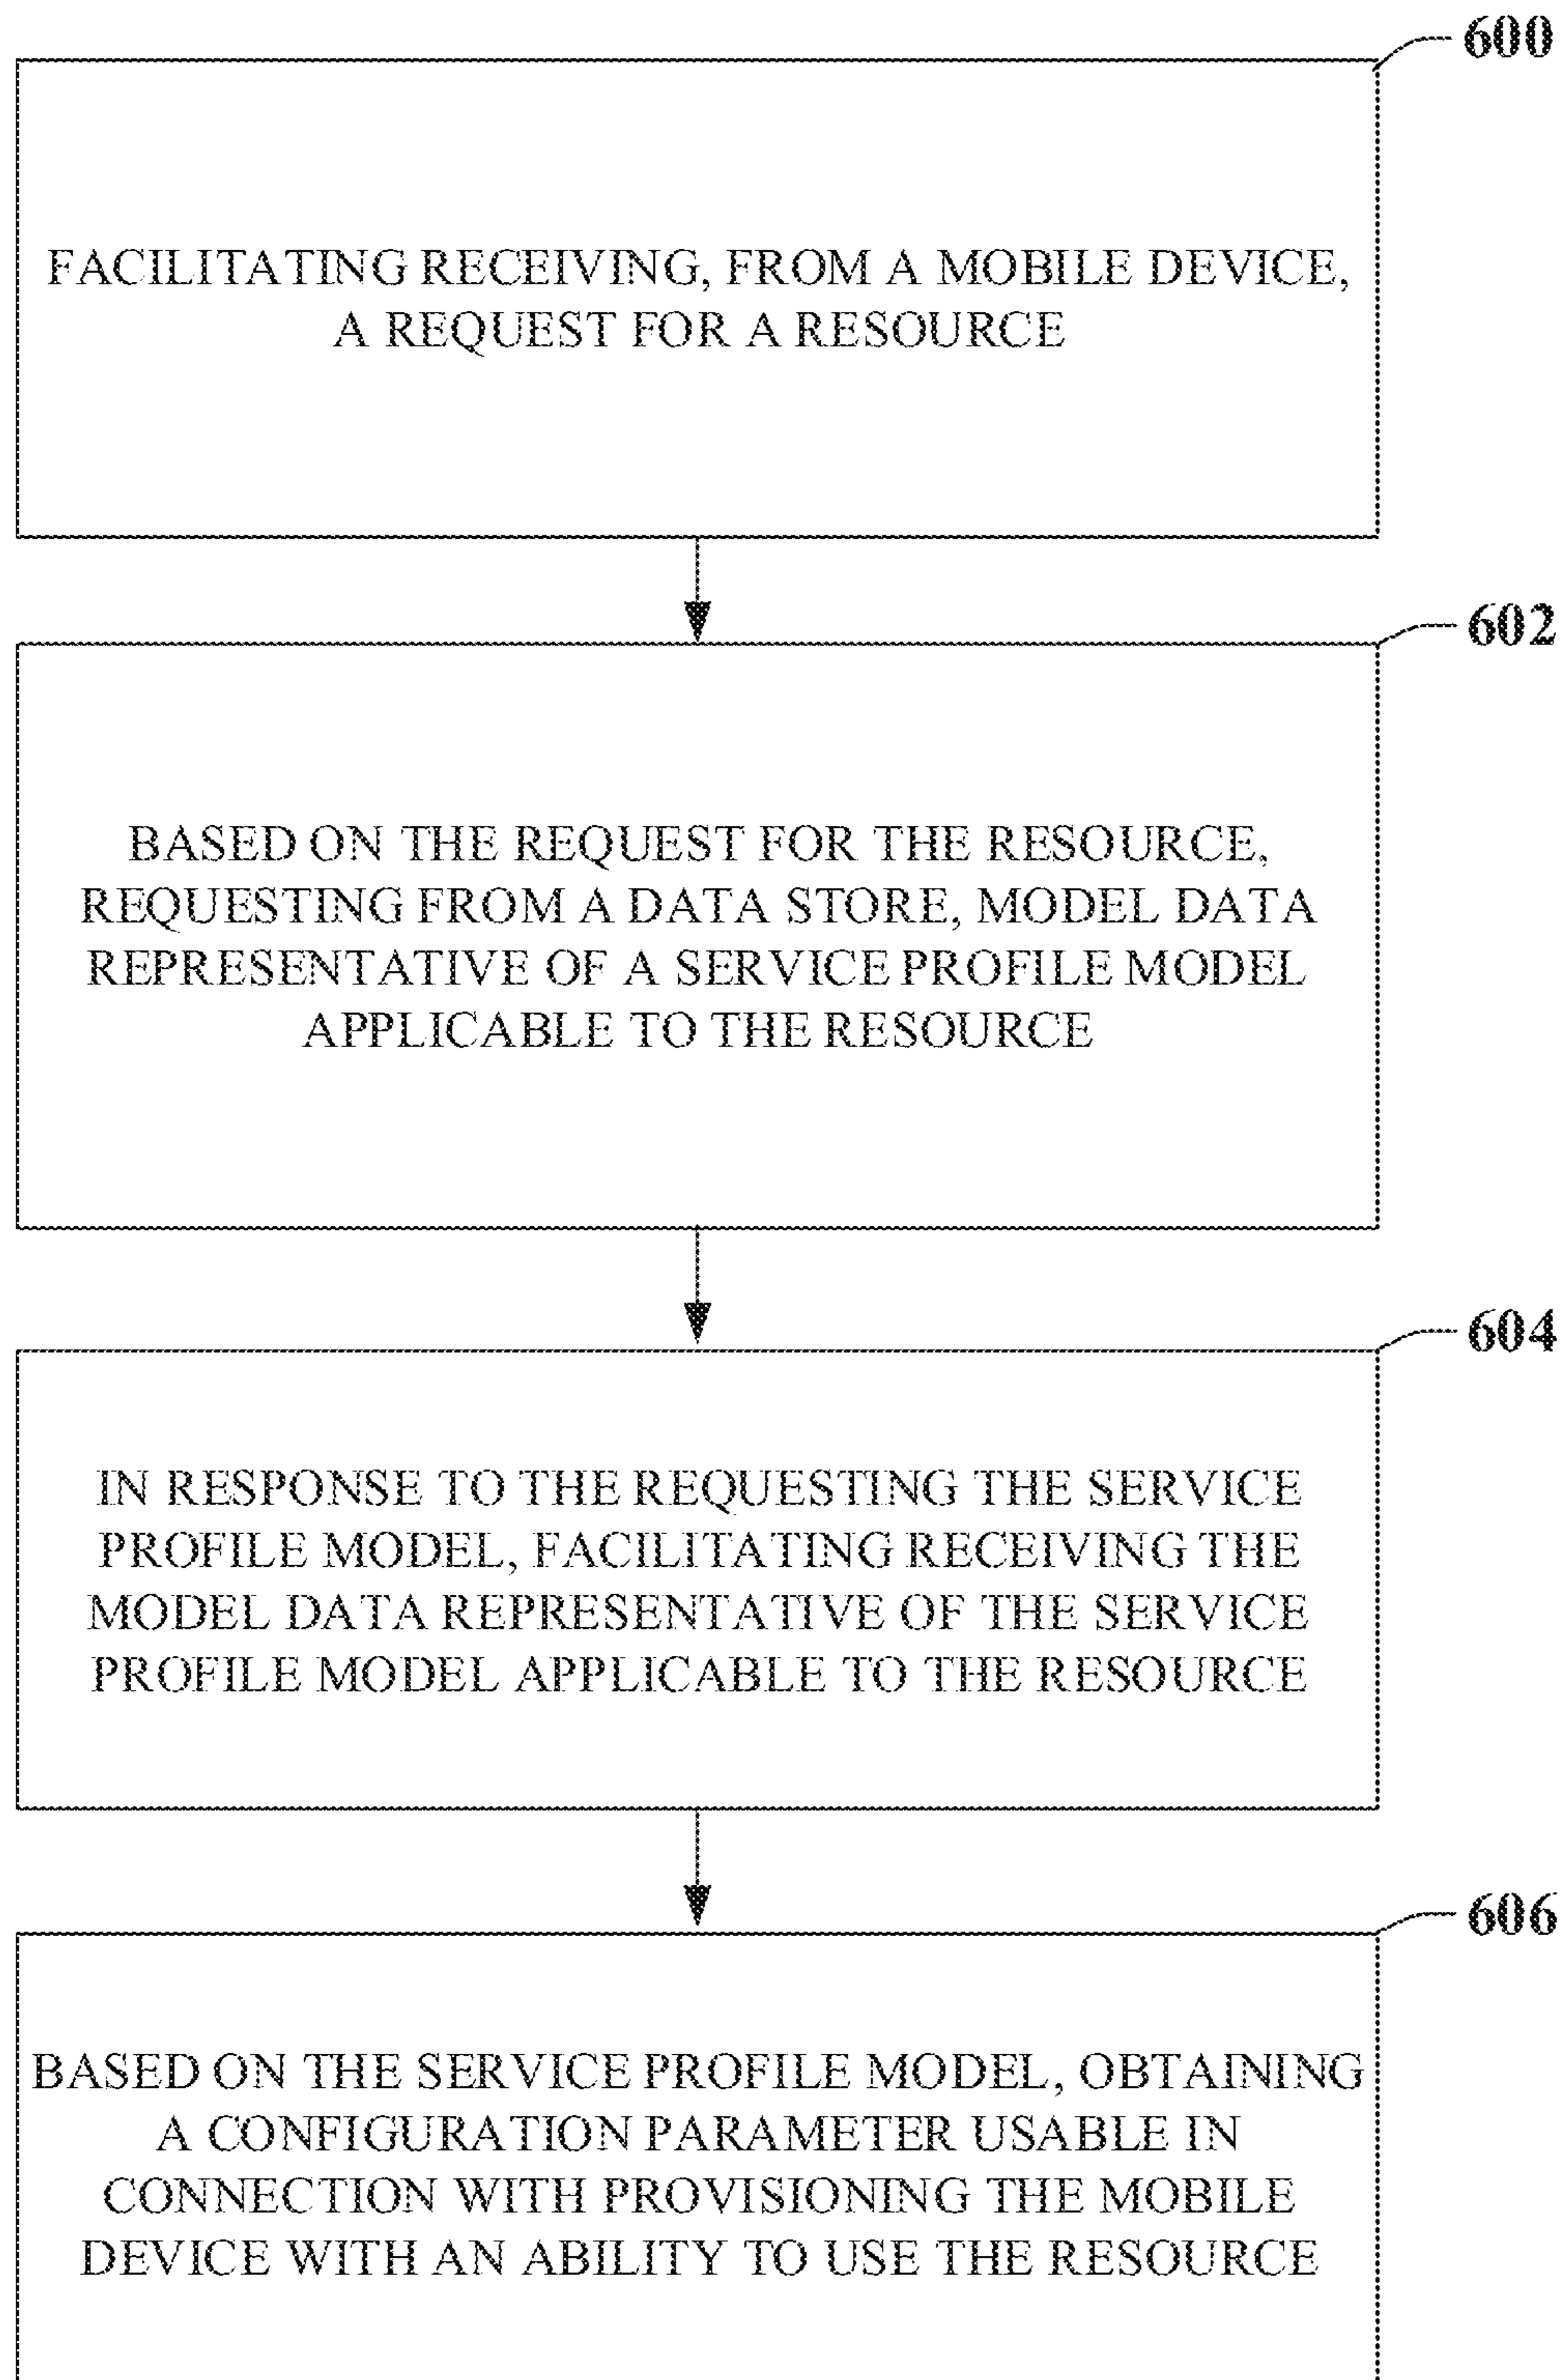 600
FACILITATING RECEIVING, FROM A MOBILE DEVICE,
A REQUEST FOR A RESOURCE
602
BASED ON THE REQUEST FOR THE RESOURCE,
REQUESTING FROM A DATA STORE, MODEL DATA
REPRESENTATIVE OF A SERVICE PROFILE MODEL
APPLICABLE TO THE RESOURCE
604
IN RESPONSE TO THE REQUESTING THE SERVICE
PROFILE MODEL, FACILITATING RECEIVING THE
MODEL DATA REPRESENTATIVE OF THE SERVICE
PROFILE MODEL APPLICABLE TO THE RESOURCE
606
BASED ON THE SERVICE PROFILE MODEL, OBTAINING
A CONFIGURATION PARAMETER USABLE IN
CONNECTION WITH PROVISIONING THE MOBILE
DEVICE WITH AN ABILITY TO USE THE RESOURCE